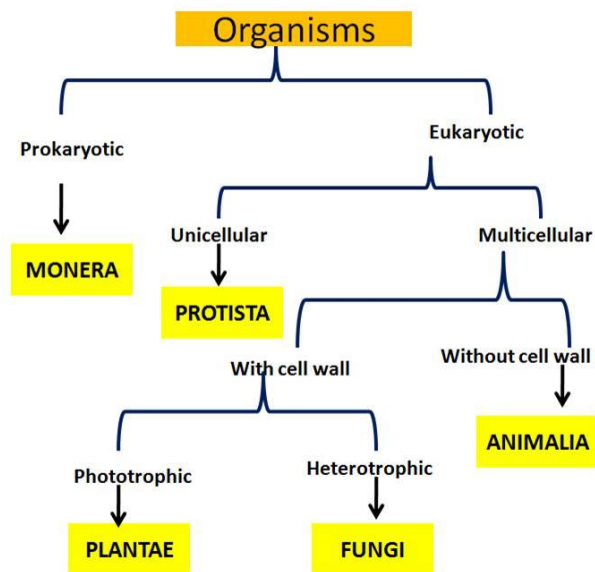 Organisms
Prokaryotic
Eukaryotic
MONERA
Unicellular
Multicellular
PROTISTA
With cell wall
Without cell wall
ANIMALIA
Phototrophic
Heterotrophic
PLANTAE
FUNGI